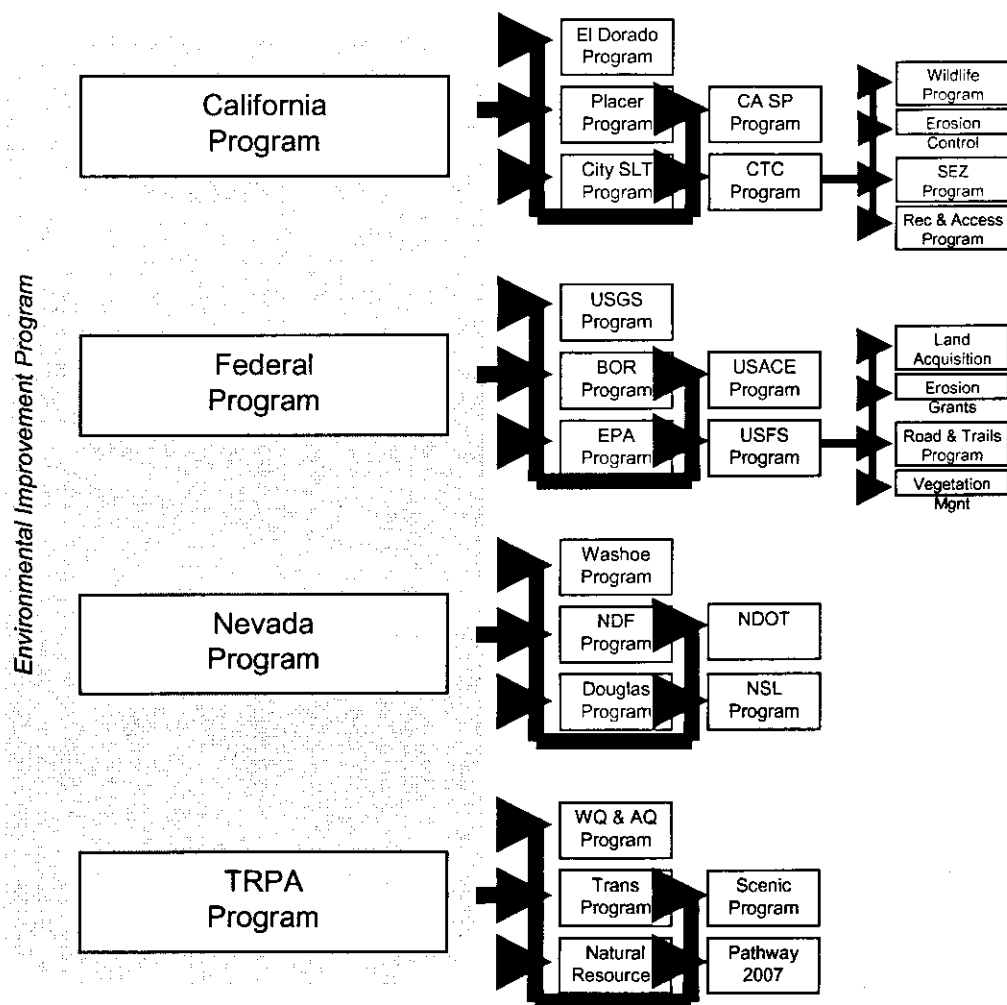 Environmental Improvement Program
California
Program
El Dorado
Program
Placer
Program
City SLT
Program
CA SP
Program
CTC
Program
Wildlife
Program
Erosion
Control
SEZ
Program
Rec & Access
Program
Federal
Program
USGS
Program
BOR
Program
EPA
Program
USACE
Program
USFS
Program
Land
Acquisition
Erosion
Grants
Road & Trails
Program
Vegetation
Mgnt
Nevada
Program
Washoe
Program
NDF
Program
Douglas
Program
NDOT
NSL
Program
TRPA
Program
WQ & AQ
Program
Trans
Program
Natural
Resource
Scenic
Program
Pathway
2007